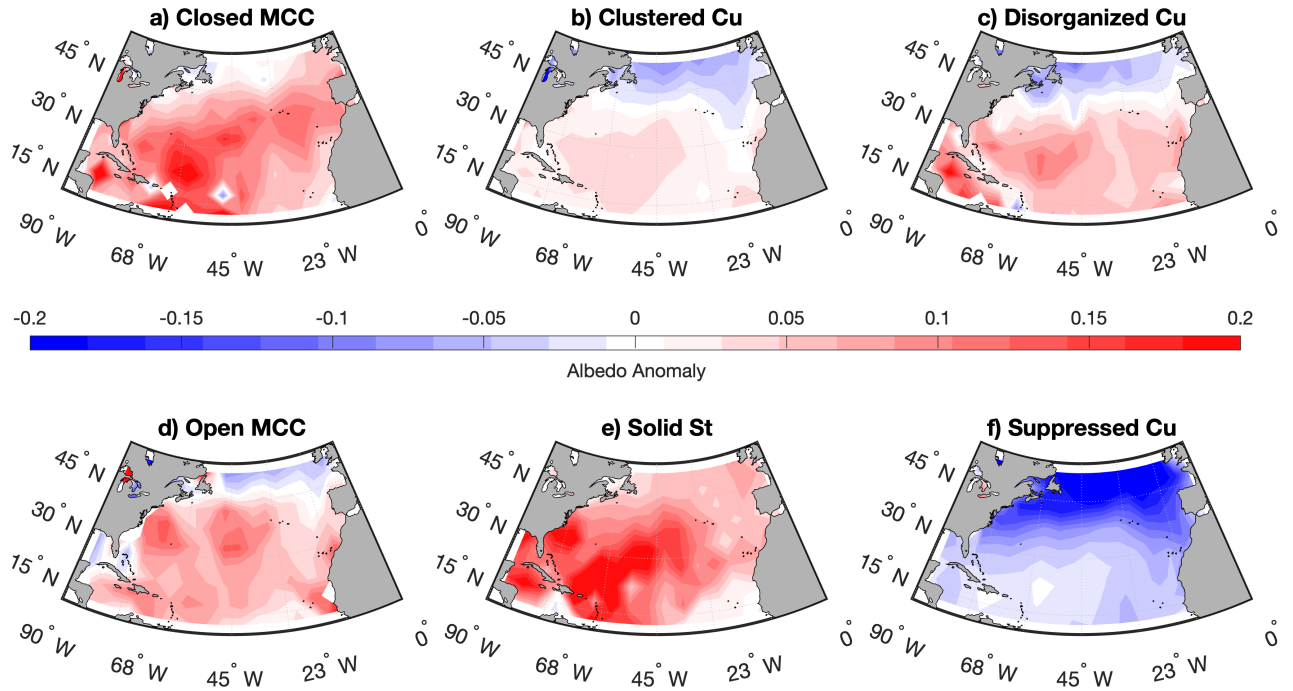 a) Closed MCC
b) Clustered Cu
c) Disorganized Cu
45° N
30° N
15° N
90° W
68° W
45° W
23° W
0°
45° N
30° N
15° N
90° W
68° W
45° W
23° W
0°
45° N
30° N
15° N
90° W
68° W
45° W
23° W
0°
-0.2 -0.15 -0.1 -0.05 0 0.05 0.1 0.15 0.2
Albedo Anomaly
d) Open MCC
e) Solid St
f) Suppressed Cu
45° N
30° N
15° N
90° W
68° W
45° W
23° W
0°
45° N
30° N
15° N
90° W
68° W
45° W
23° W
0°
45° N
30° N
15° N
90° W
68° W
45° W
23° W
0°